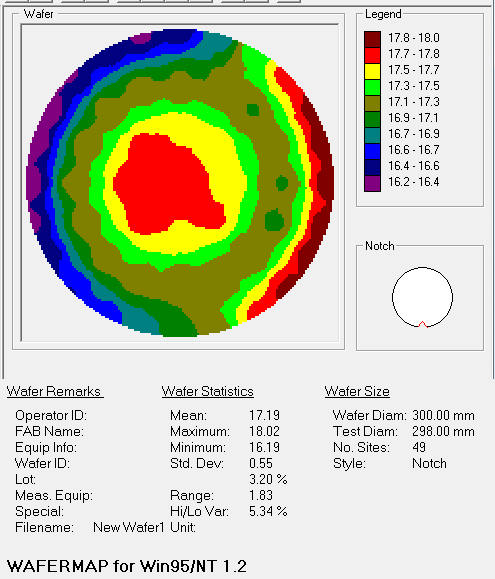 Wafer
Legend
17.8 - 18.0
17.7 - 17.8
17.5 - 17.7
17.3 - 17.5
17.1 - 17.3
16.9 - 17.1
16.7 - 16.9
16.6 - 16.7
16.4 - 16.6
16.2 - 16.4
Notch
Wafer Remarks Wafer Statistics Wafer Size
Operator ID: Mean: 17.19 Wafer Diam: 300.00 mm
FAB Name: Maximum: 18.02 Test Diam: 298.00 mm
Equip Info: Minimum: 16.19 No. Sites: 49
Wafer ID: Std. Dev: 0.55 Style: Notch
Lot: 3.20 %
Meas. Equip: Range: 1.83
Special: Hi/Lo Var: 5.34 %
Filename: New Wafer1 Unit:
WAFERMAP for Win95/NT 1.2